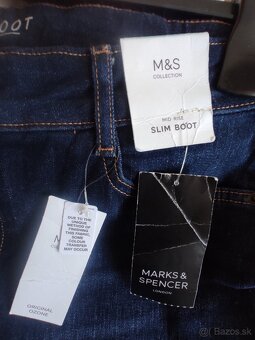 BOOT
M&S
COLLECTION
MID RISE
SLIM BOOT
DUE TO THE
UNIQUE
METHOD OF
FINISHING
THIS FABRIC,
SOME
COLOUR
TRANSFER
MAY OCCUR
M
ORIGINAL
OZONE
MARKS &
SPENCER
LONDON
bazos.sk